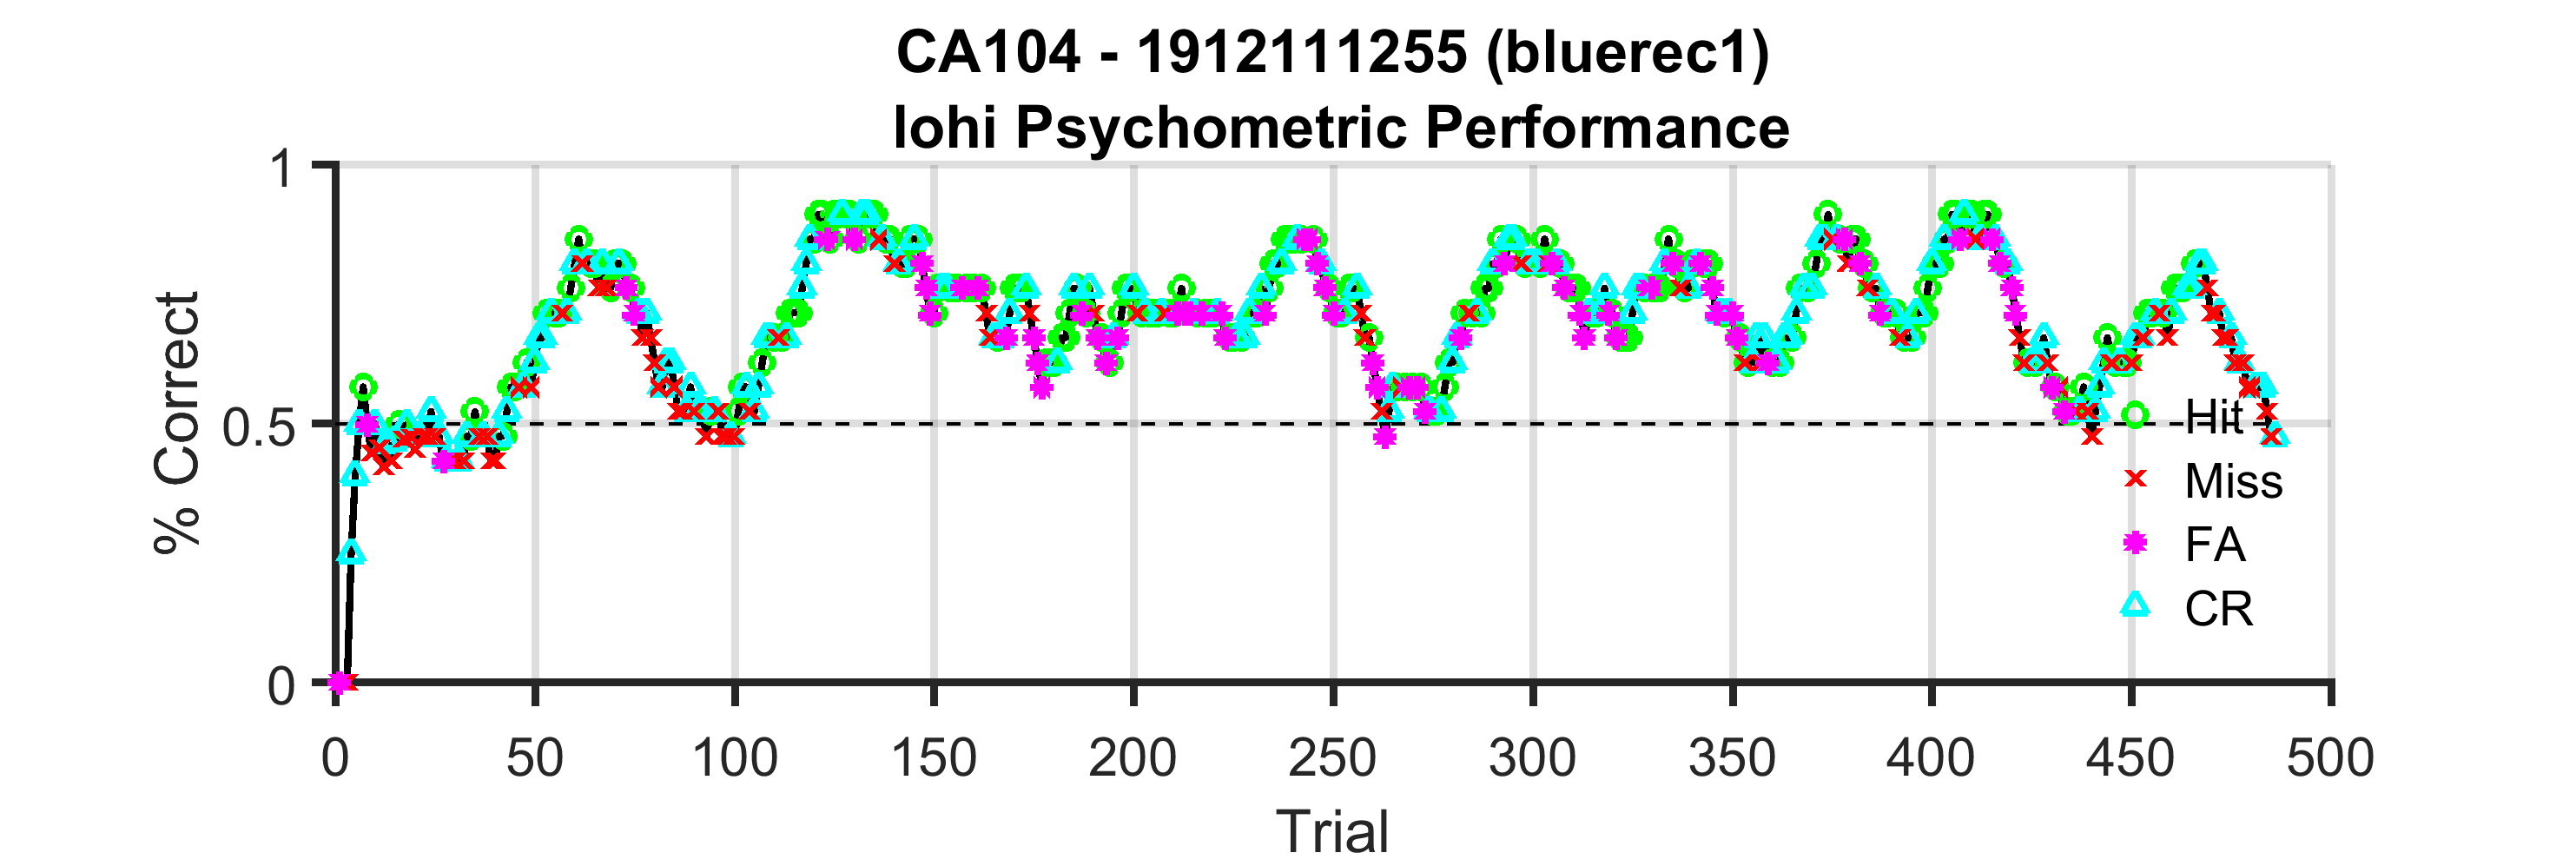 CA104 - 1912111255 (bluerec1)
lohi Psychometric Performance
% Correct
1
0.5
0
Hit
Miss
FA
CR
0 50 100 150 200 250 300 350 400 450 500
Trial